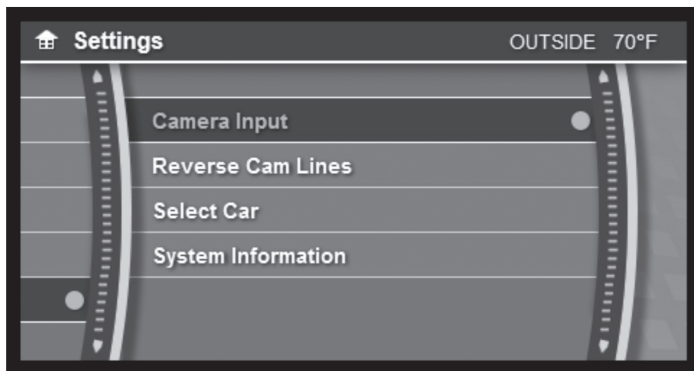 Settings OUTSIDE 70°F
Camera Input
Reverse Cam Lines
Select Car
System Information